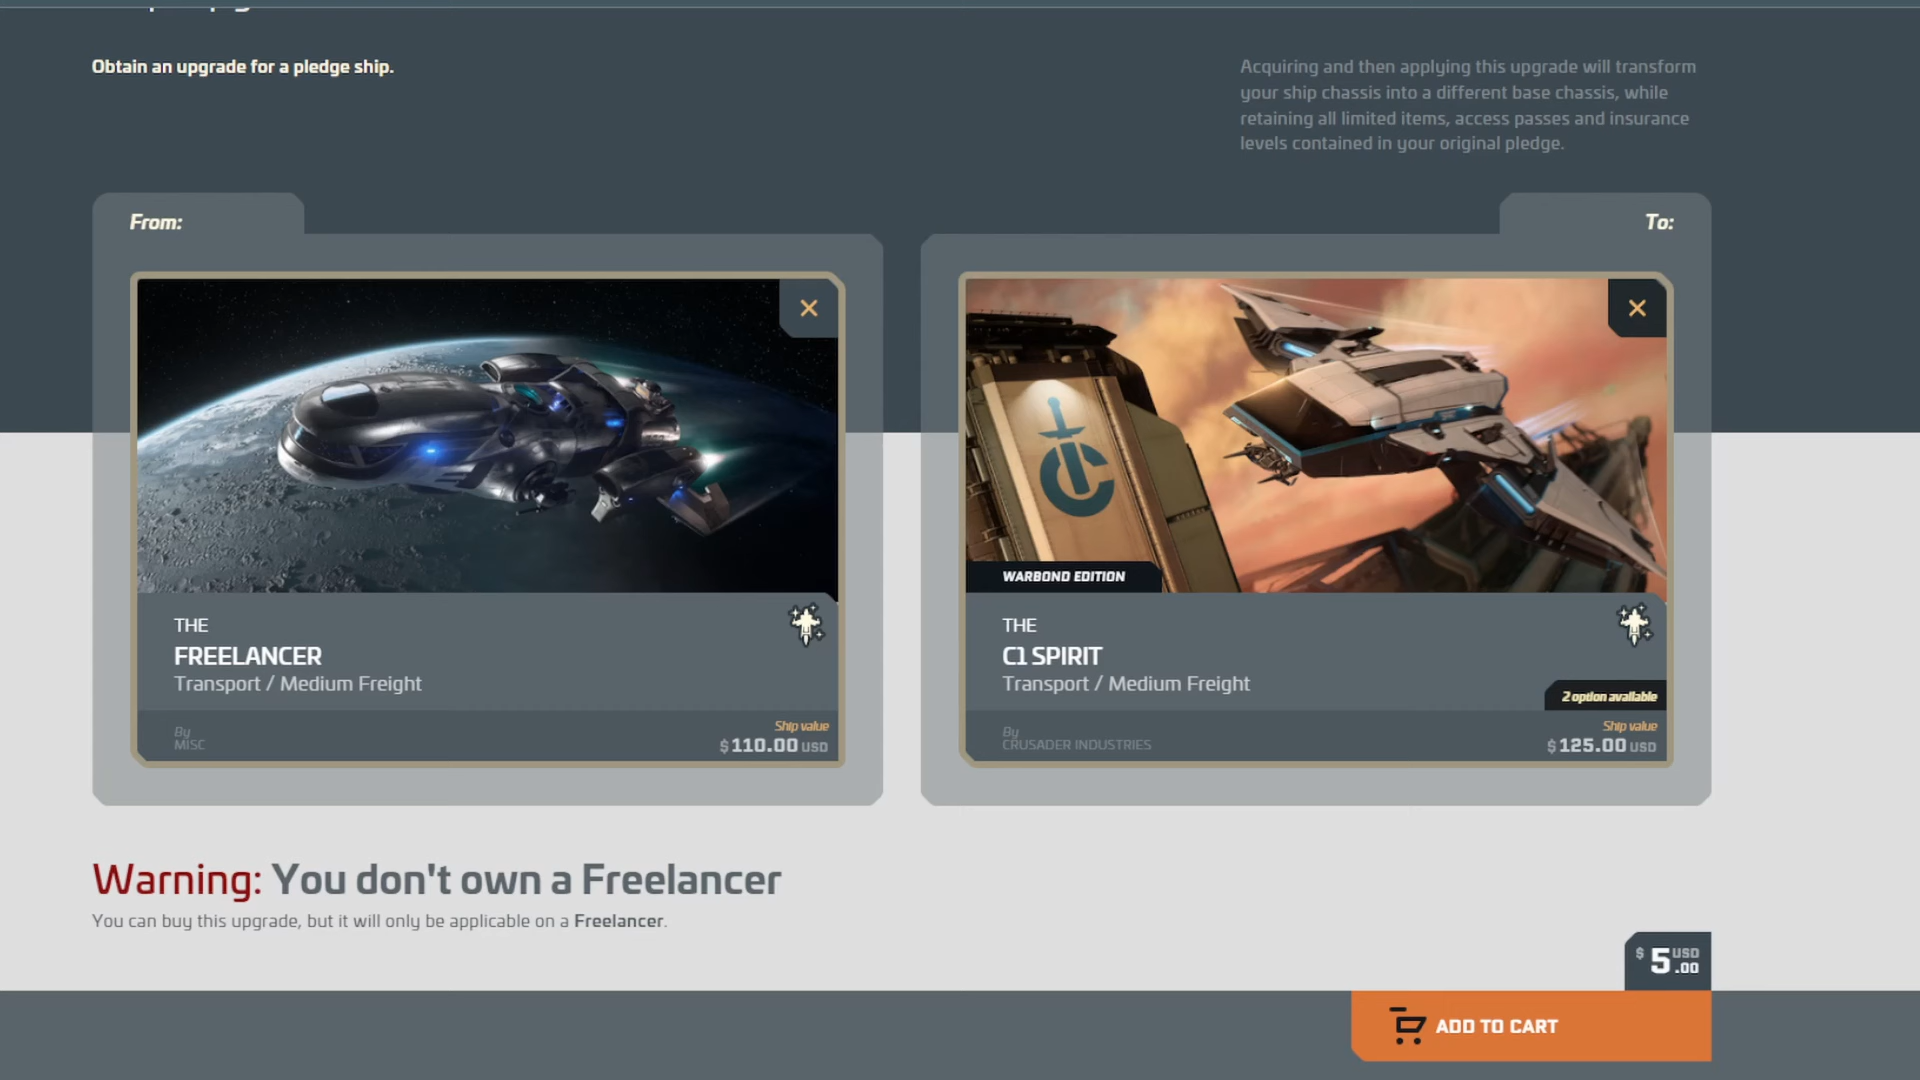 Obtain an upgrade for a pledge ship.
Acquiring and then applying this upgrade will transform
your ship chassis into a different base chassis, while
retaining all limited items, access passes and insurance
levels contained in your original pledge.
From:
To:
WARBOND EDITION
THE
FREELANCER
Transport / Medium Freight
By
MISC
Ship value
$110.00 USD
THE
C1 SPIRIT
Transport / Medium Freight
2 option available
By
CRUSADER INDUSTRIES
Ship value
$125.00 USD
Warning: You don't own a Freelancer
You can buy this upgrade, but it will only be applicable on a Freelancer.
$5.00 USD
ADD TO CART